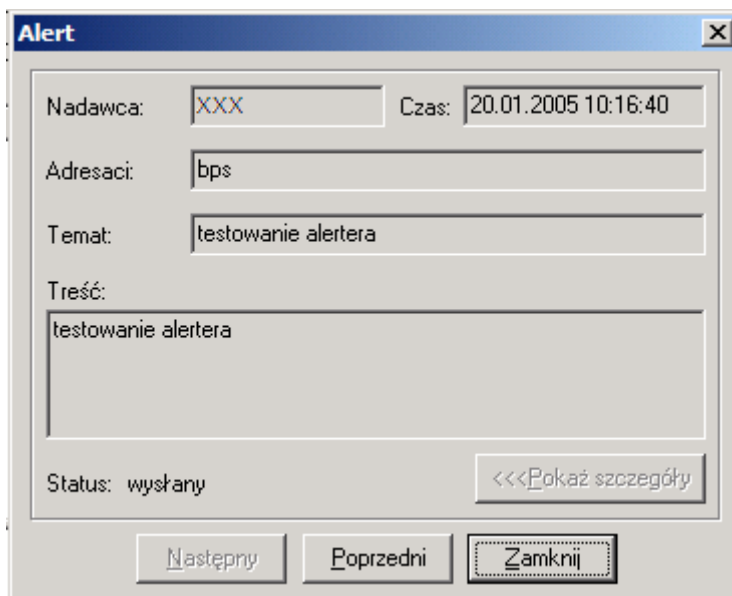 Alert
Nadawca: XXX Czas: 20.01.2005 10:16:40
Adresaci: bps
Temat: testowanie alertera
Treść:
testowanie alertera
Status: wysłany <<<Pokaż szczegóły
Następny Poprzedni Zamknij